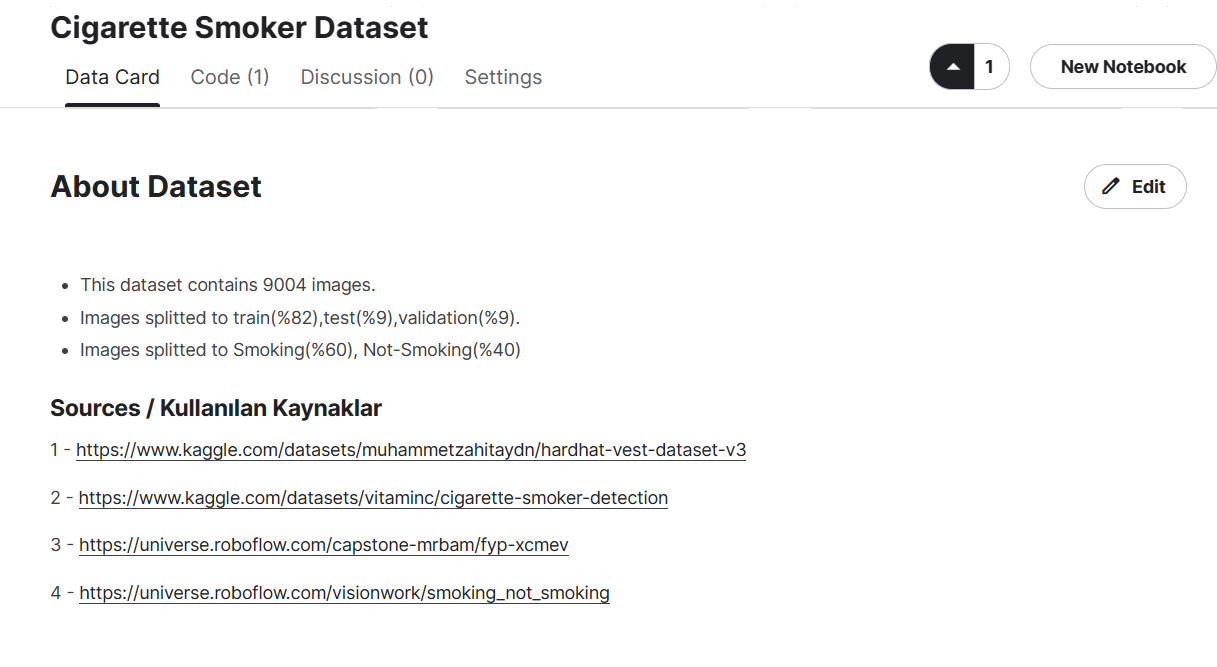 Cigarette Smoker Dataset
Data Card Code (1) Discussion (0) Settings
1 New Notebook
About Dataset
Edit
This dataset contains 9004 images.
Images splitted to train(%82),test(%9),validation(%9).
Images splitted to Smoking(%60), Not-Smoking(%40)
Sources / Kullanılan Kaynaklar
1 - https://www.kaggle.com/datasets/muhammetzahitaydn/hardhat-vest-dataset-v3
2 - https://www.kaggle.com/datasets/vitaminc/cigarette-smoker-detection
3 - https://universe.roboflow.com/capstone-mrbam/fyp-xcmev
4 - https://universe.roboflow.com/visionwork/smoking_not_smoking